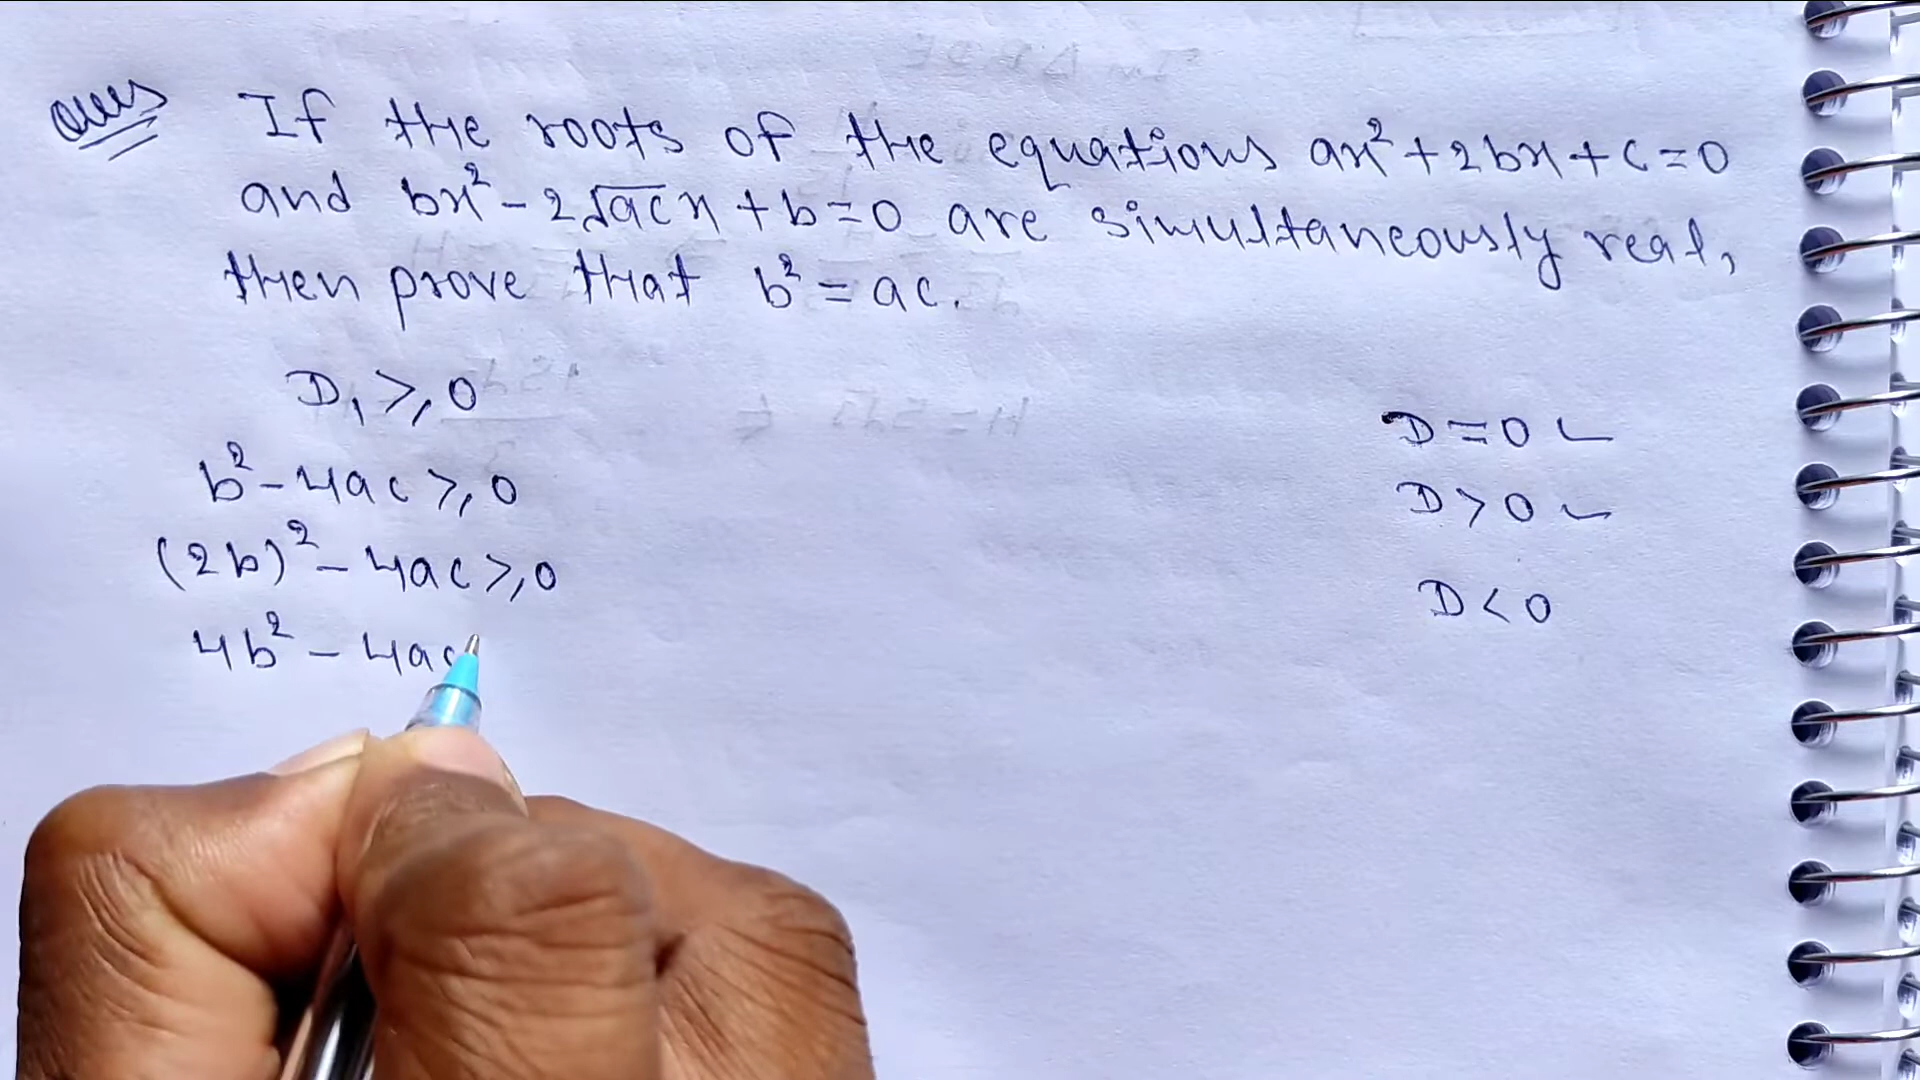 Ques If the roots of the equations ax²+2bx+c=0
and bx²-2√ac x+b=0 are simultaneously real,
then prove that b²=ac.
D₁≥0
b²-4ac≥0
(2b)²-4ac≥0
4b²-4ac
D=0 ✓
D>0 ✓
D<0